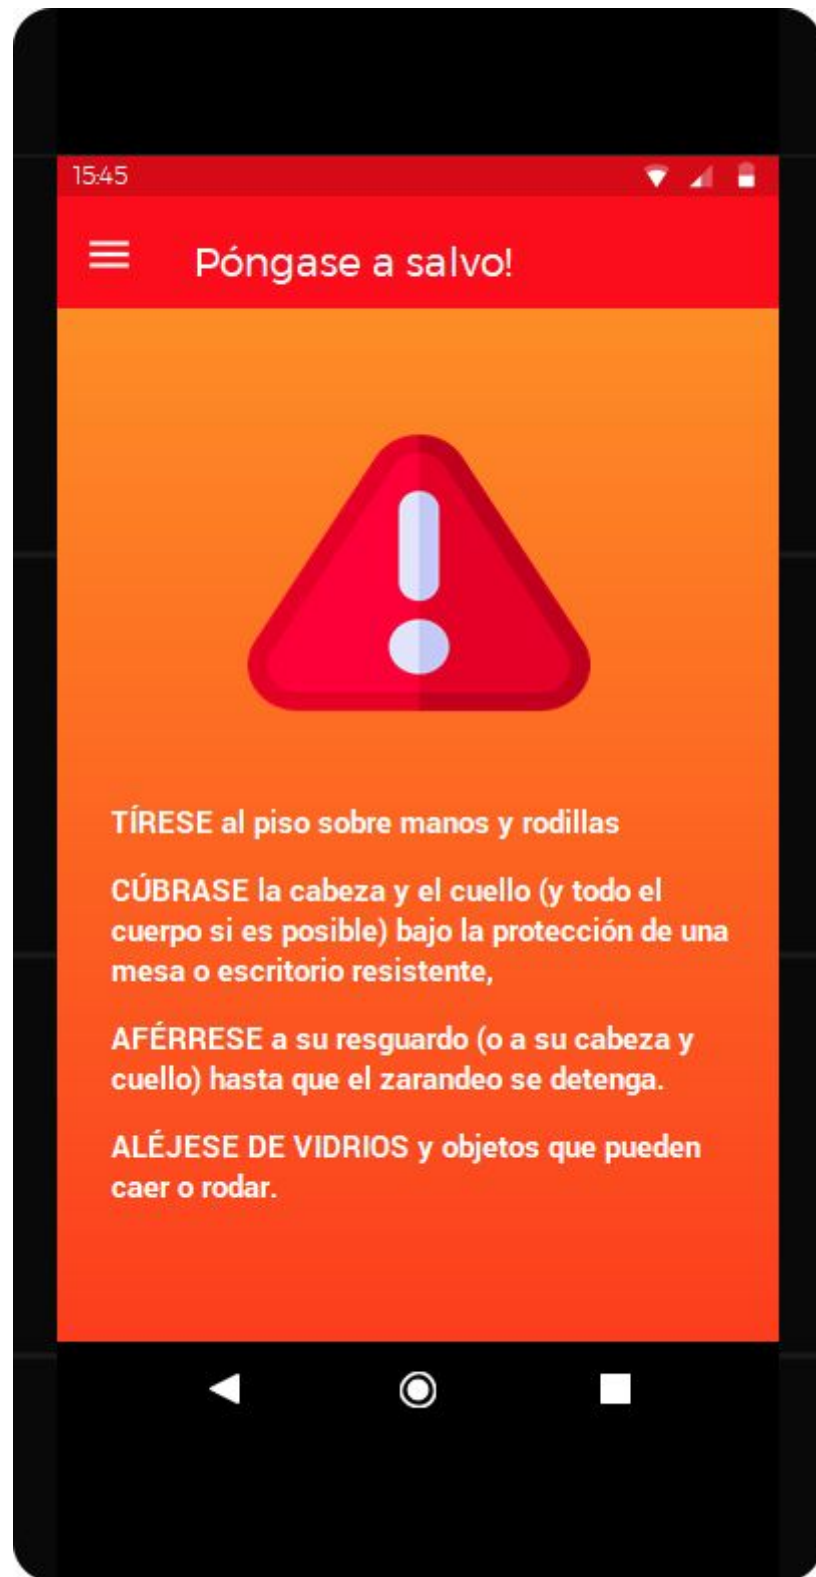 15:45
Póngase a salvo!
TÍRESE al piso sobre manos y rodillas
CÚBRASE la cabeza y el cuello (y todo el
cuerpo si es posible) bajo la protección de una
mesa o escritorio resistente,
AFÉRRESE a su resguardo (o a su cabeza y
cuello) hasta que el zarandeo se detenga.
ALÉJESE DE VIDRIOS y objetos que pueden
caer o rodar.